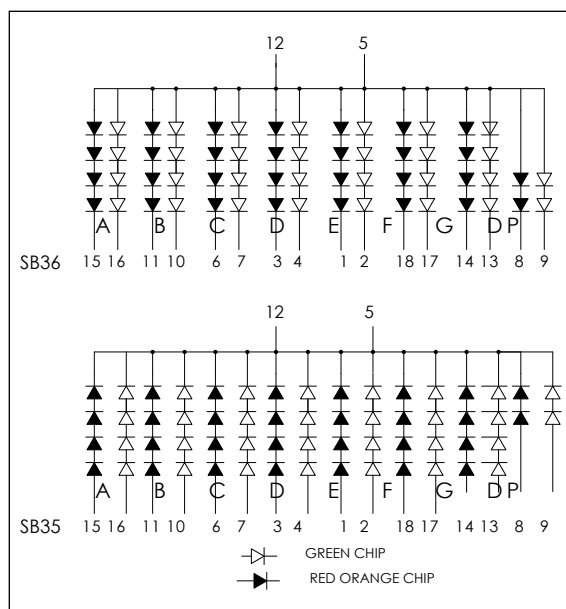 12 5
A B C D E F G DP
SB36 15 16 11 10 6 7 3 4 1 2 18 17 14 13 8 9
12 5
A B C D E F G DP
SB35 15 16 11 10 6 7 3 4 1 2 18 17 14 13 8 9
GREEN CHIP
RED ORANGE CHIP